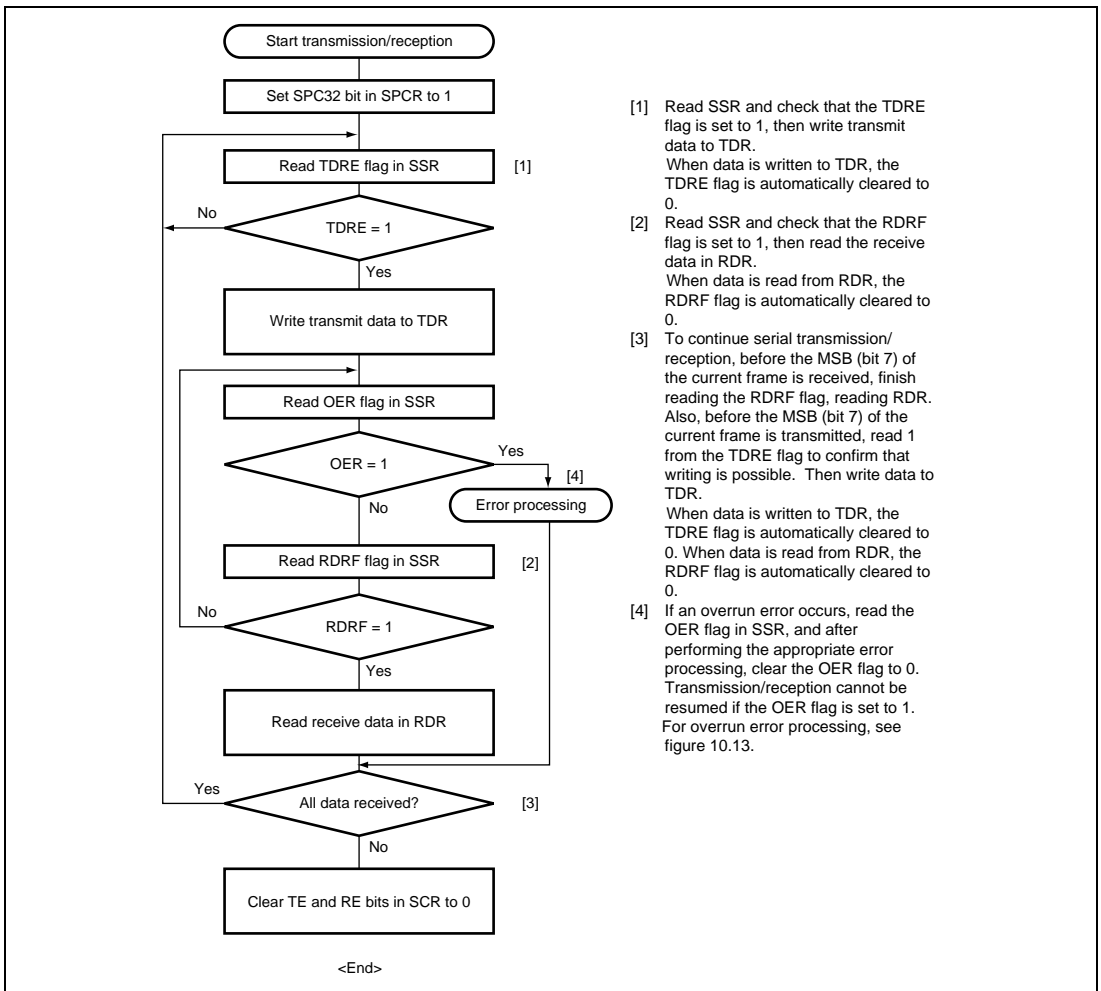 Start transmission/reception
Set SPC32 bit in SPCR to 1
Read TDRE flag in SSR
[1]
No
TDRE = 1
Yes
Write transmit data to TDR
Read OER flag in SSR
OER = 1
Yes
[4]
No
Error processing
Read RDRF flag in SSR
[2]
No
RDRF = 1
Yes
Read receive data in RDR
Yes
All data received?
[3]
No
Clear TE and RE bits in SCR to 0
<End>
[1] Read SSR and check that the TDRE
flag is set to 1, then write transmit
data to TDR.
When data is written to TDR, the
TDRE flag is automatically cleared to
0.
[2] Read SSR and check that the RDRF
flag is set to 1, then read the receive
data in RDR.
When data is read from RDR, the
RDRF flag is automatically cleared to
0.
[3] To continue serial transmission/
reception, before the MSB (bit 7) of
the current frame is received, finish
reading the RDRF flag, reading RDR.
Also, before the MSB (bit 7) of the
current frame is transmitted, read 1
from the TDRE flag to confirm that
writing is possible. Then write data to
TDR.
When data is written to TDR, the
TDRE flag is automatically cleared to
0. When data is read from RDR, the
RDRF flag is automatically cleared to
0.
[4] If an overrun error occurs, read the
OER flag in SSR, and after
performing the appropriate error
processing, clear the OER flag to 0.
Transmission/reception cannot be
resumed if the OER flag is set to 1.
For overrun error processing, see
figure 10.13.